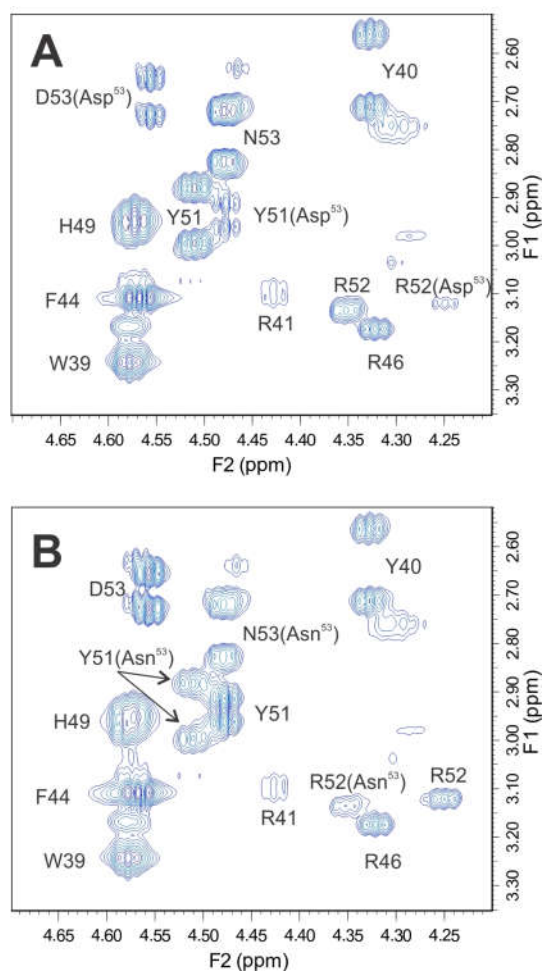 A
2.60
Y40
D53(Asp⁵³)
2.70
N53
2.80
2.90
H49
Y51
Y51(Asp⁵³)
3.00
F1 (ppm)
F44
R41
R52
R52(Asp⁵³)
3.10
W39
R46
3.20
3.30
4.65 4.60 4.55 4.50 4.45 4.40 4.35 4.30 4.25
F2 (ppm)
B
2.60
Y40
D53
2.70
N53(Asn⁵³)
Y51(Asn⁵³)
2.80
2.90
H49
Y51
3.00
F1 (ppm)
F44
R41
R52(Asn⁵³)
R52
3.10
W39
R46
3.20
3.30
4.65 4.60 4.55 4.50 4.45 4.40 4.35 4.30 4.25
F2 (ppm)